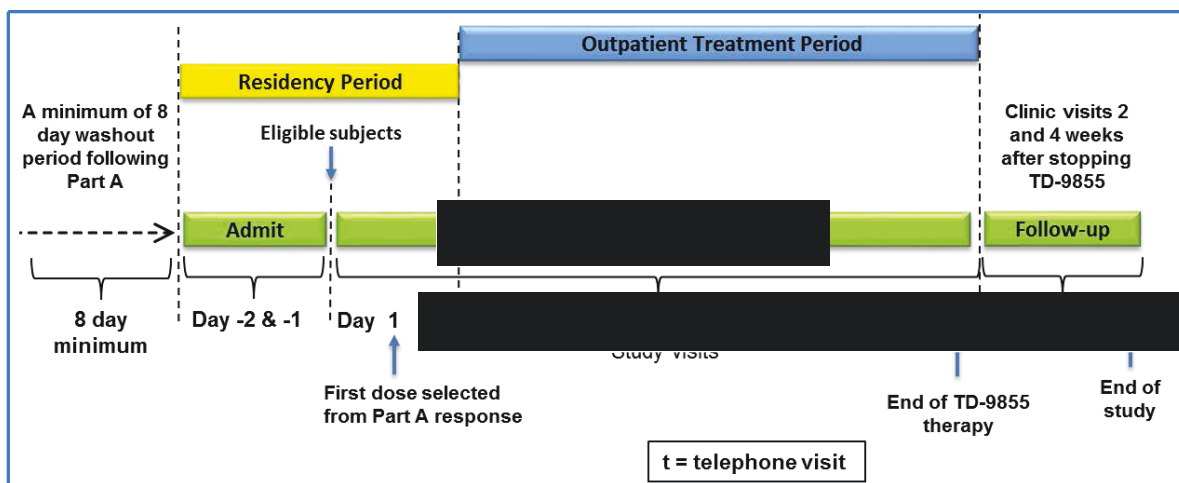 Outpatient Treatment Period
Residency Period
A minimum of 8
day washout
period following
Part A
Eligible subjects
Clinic visits 2
and 4 weeks
after stopping
TD-9855
Admit
Follow-up
8 day
minimum
Day -2 & -1
Day 1
Study Visits
First dose selected
from Part A response
End of TD-9855
therapy
End of
study
t = telephone visit